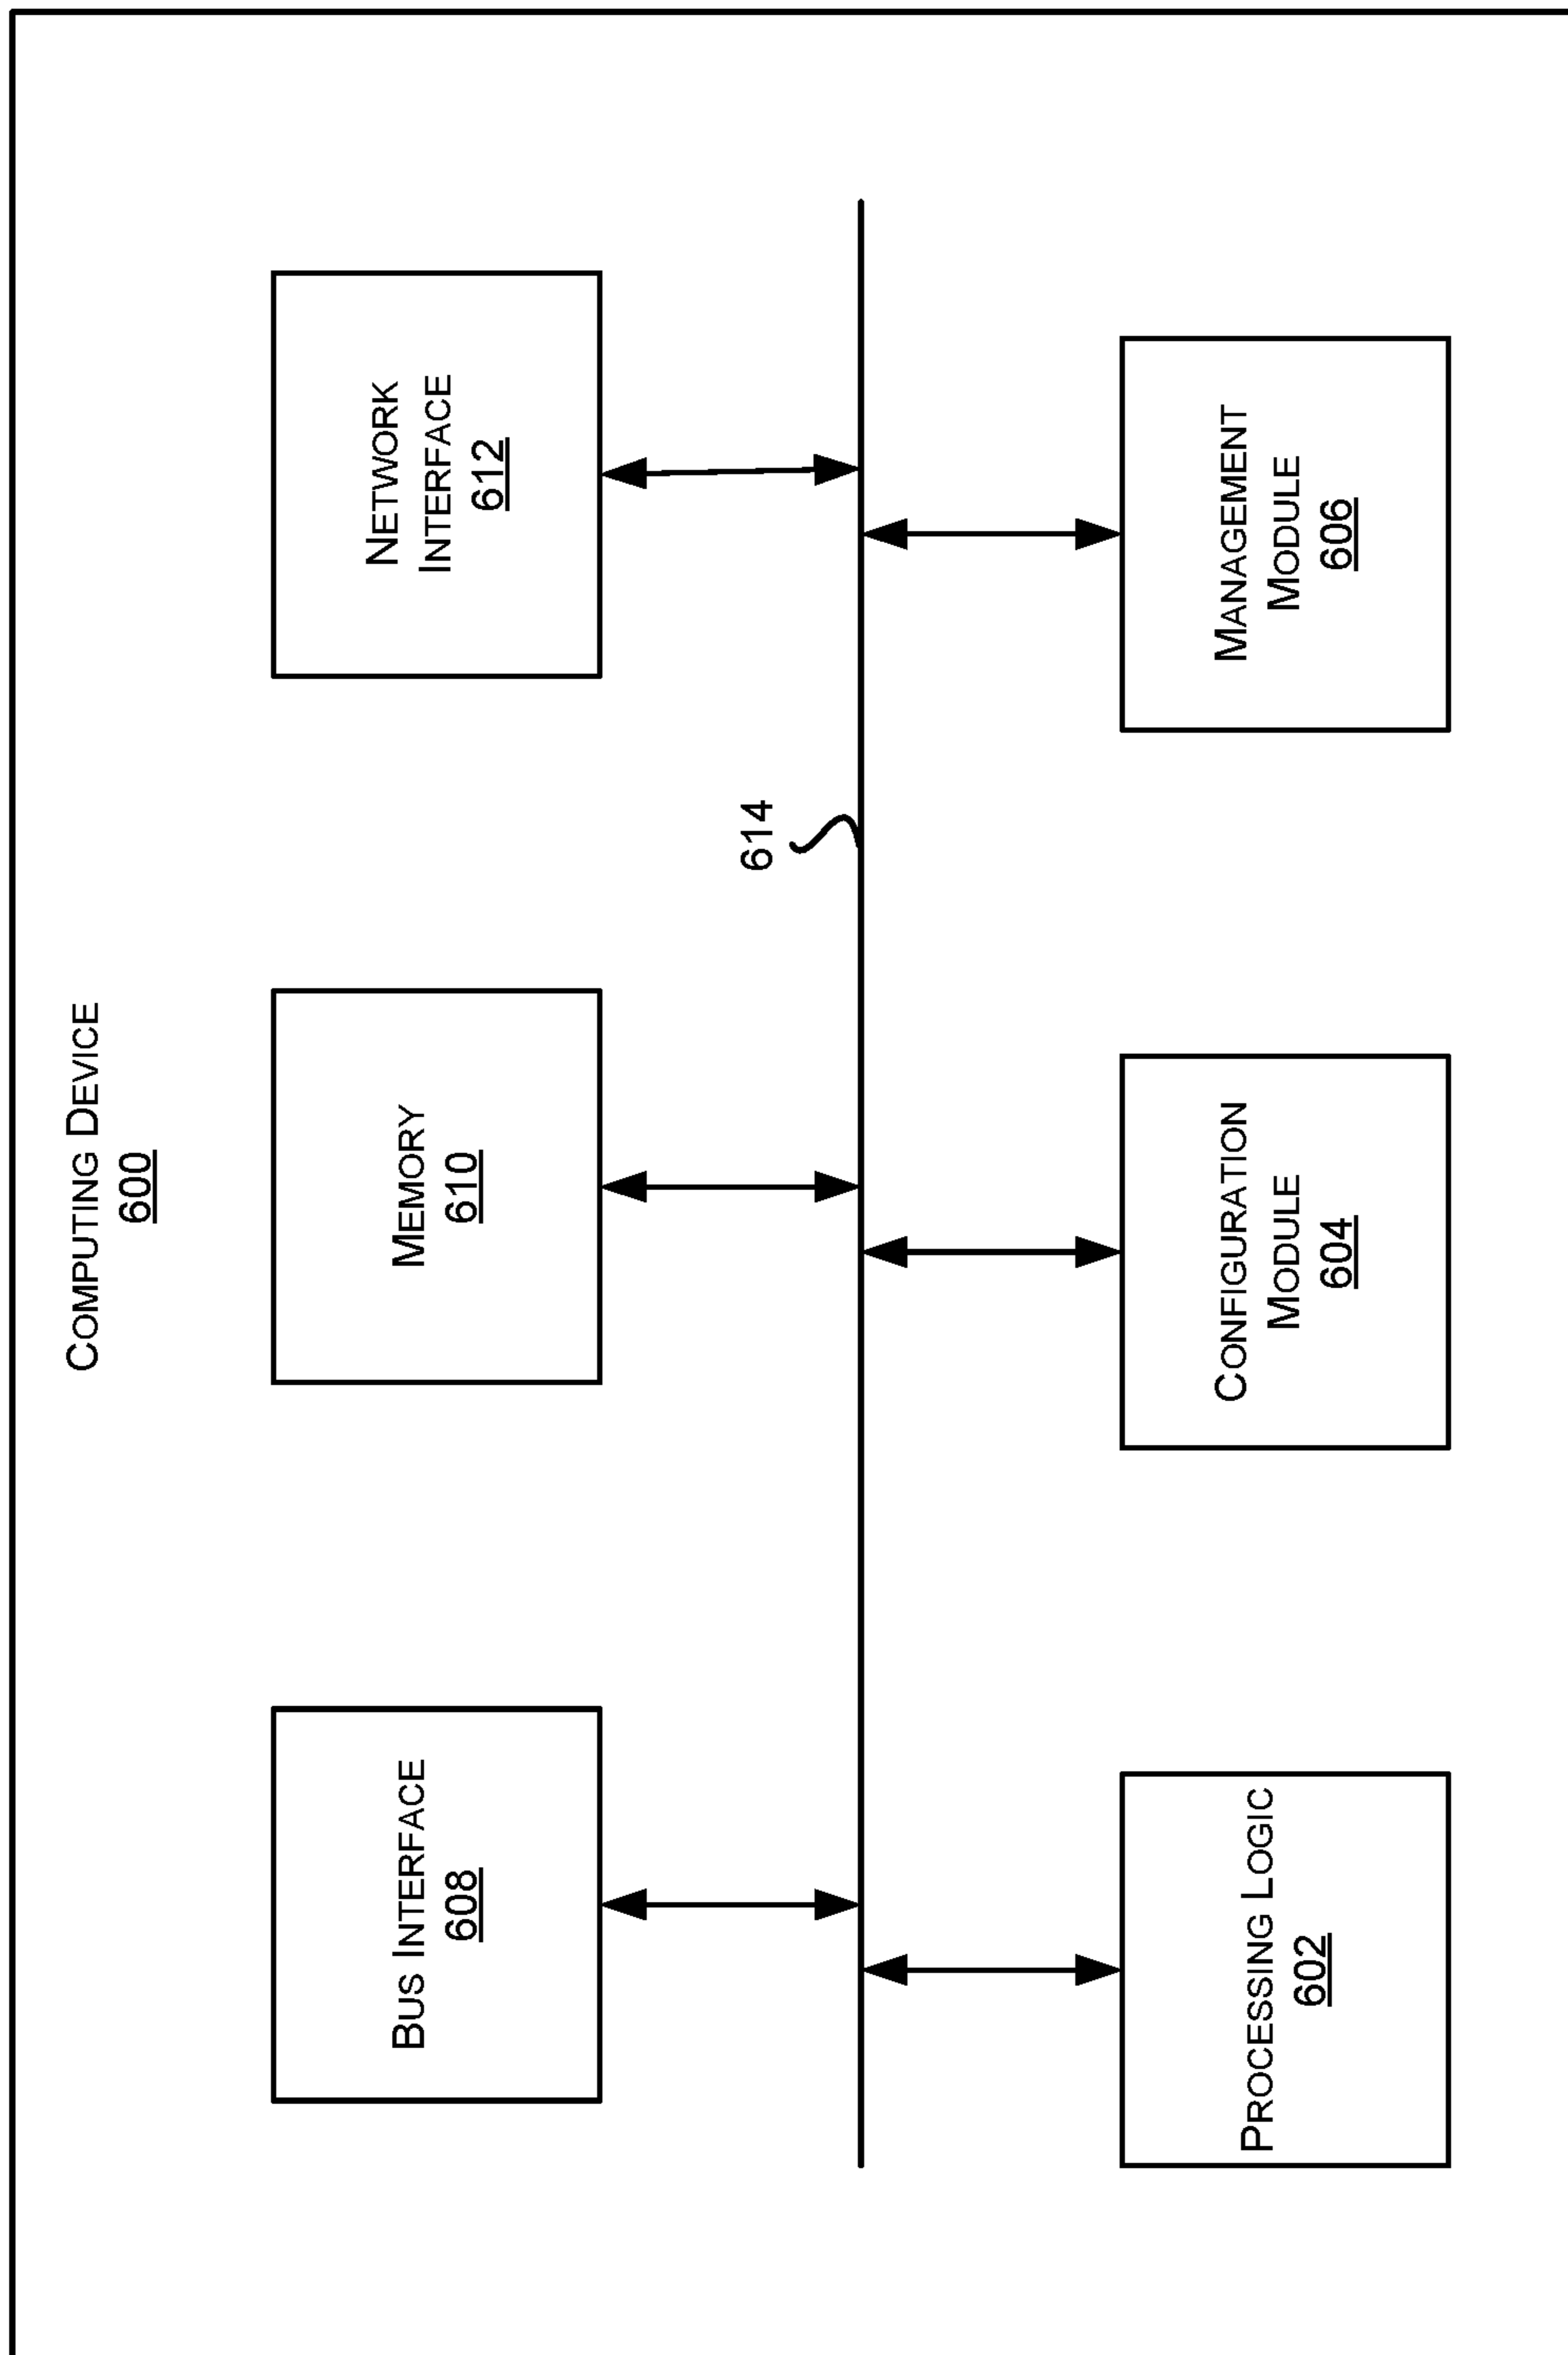 COMPUTING DEVICE
600
BUS INTERFACE
608
MEMORY
610
NETWORK
INTERFACE
612
614
PROCESSING LOGIC
602
CONFIGURATION
MODULE
604
MANAGEMENT
MODULE
606